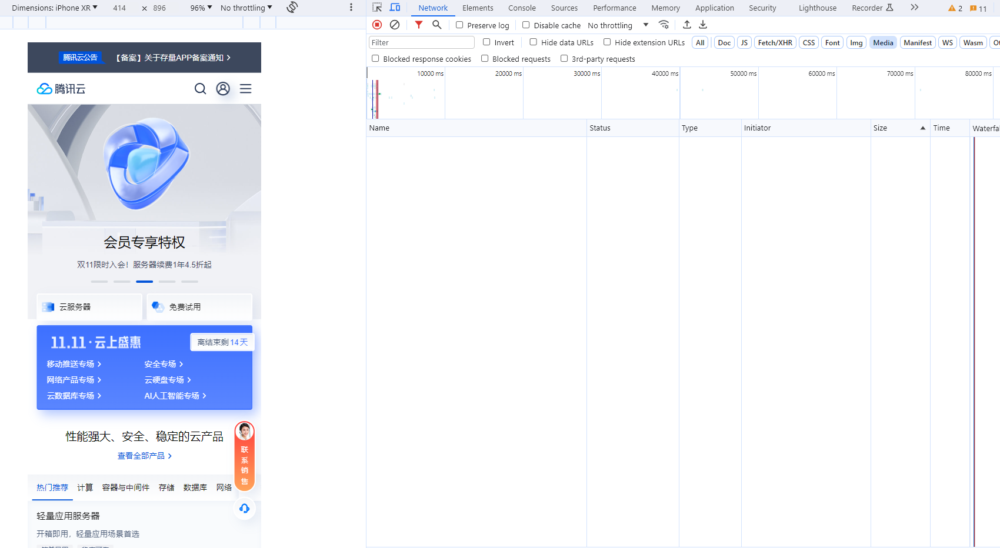 Dimensions: iPhone XR ▼ 414 × 896 96% ▼ No throttling ▼
Network Elements Console Sources Performance Memory Application Security Lighthouse Recorder 2 11
Preserve log Disable cache No throttling ▼
Filter Invert Hide data URLs Hide extension URLs All Doc JS Fetch/XHR CSS Font Img Media Manifest WS Wasm
Blocked response cookies Blocked requests 3rd-party requests
10000 ms 20000 ms 30000 ms 40000 ms 50000 ms 60000 ms 70000 ms 80000 ms
Name Status Type Initiator Size ▲ Time Waterfa
腾讯云公告 【备案】关于存量APP备案通知
腾讯云
会员专享特权
双11限时入会！服务器续费1年4.5折起
云服务器 免费试用
11.11·云上盛惠 离结束剩14天
移动推送专场 安全专场
网络产品专场 云硬盘专场
云数据库专场 AI人工智能专场
性能强大、安全、稳定的云产品
查看全部产品
联
系
销
售
热门推荐 计算 容器与中间件 存储 数据库 网络
轻量应用服务器
开箱即用，轻量应用场景首选